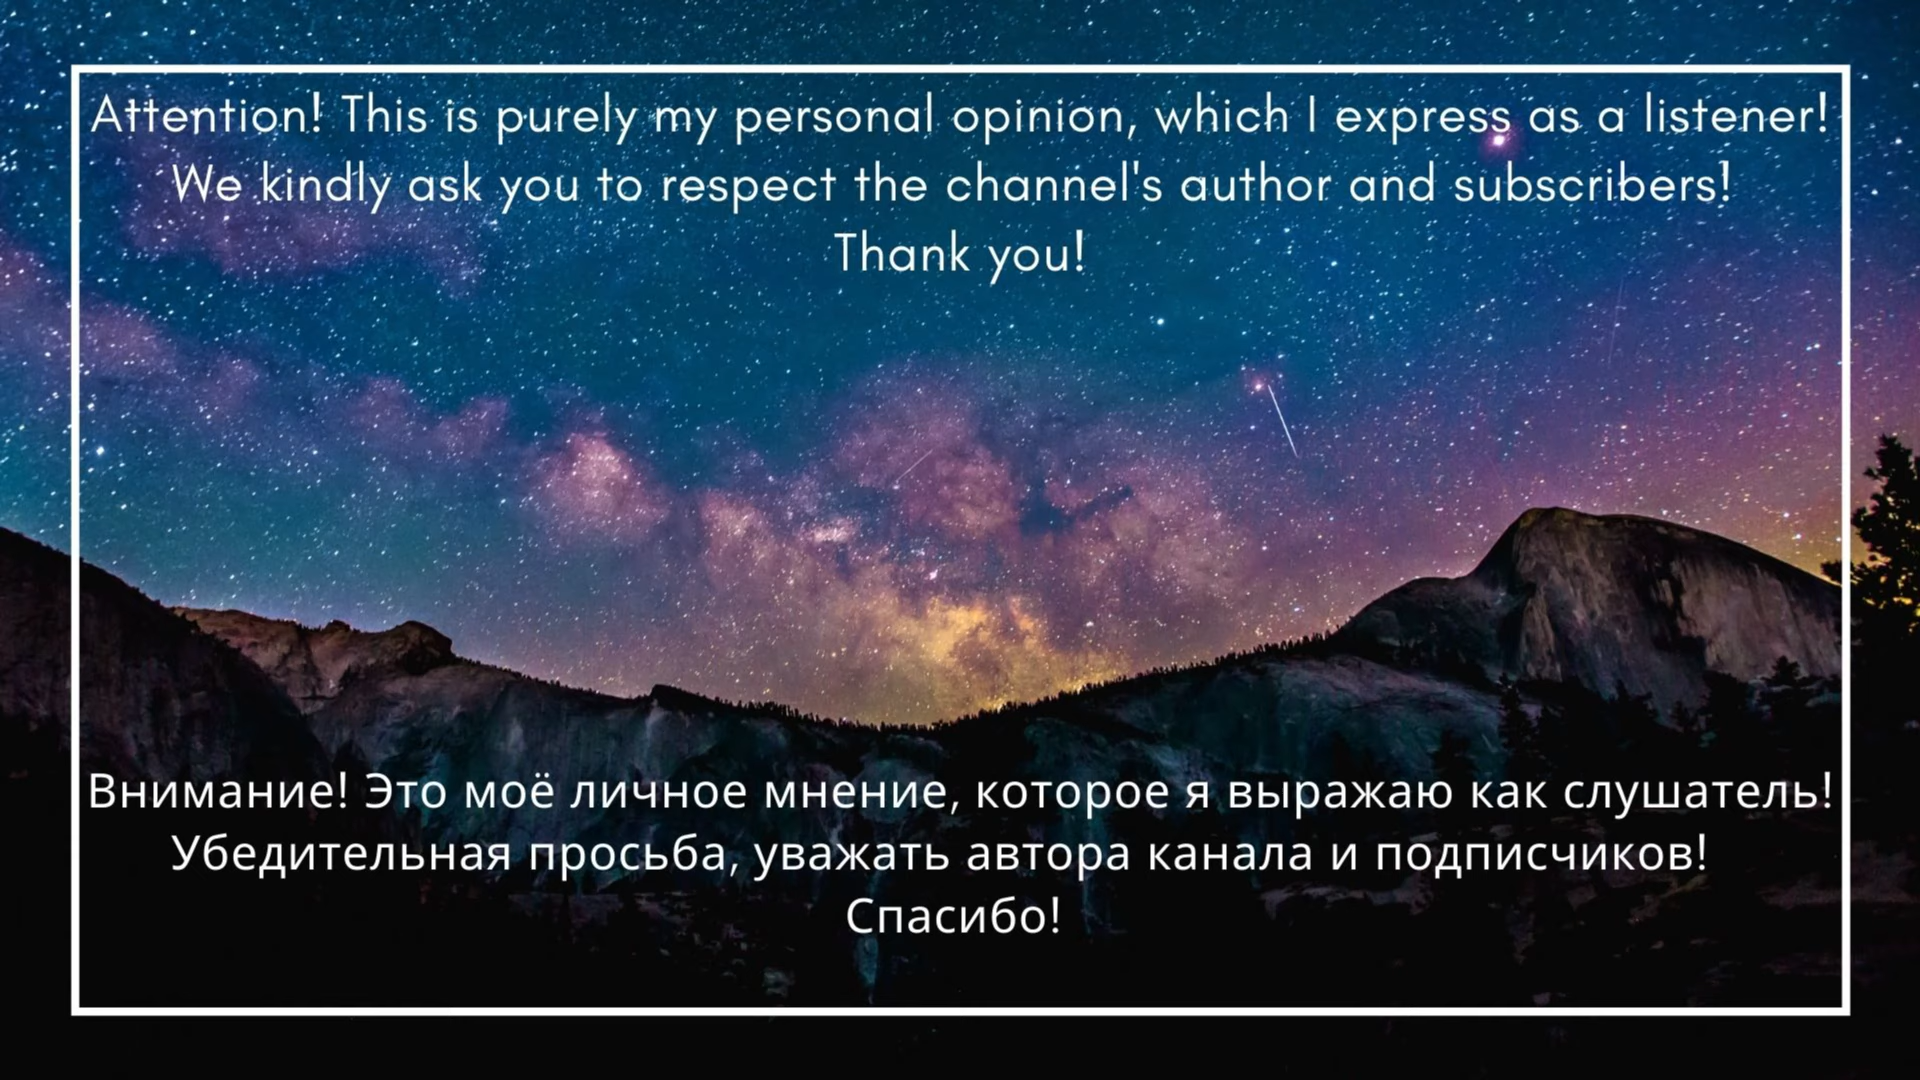 Attention! This is purely my personal opinion, which I express as a listener!
We kindly ask you to respect the channel's author and subscribers!
Thank you!
Внимание! Это моё личное мнение, которое я выражаю как слушатель!
Убедительная просьба, уважать автора канала и подписчиков!
Спасибо!